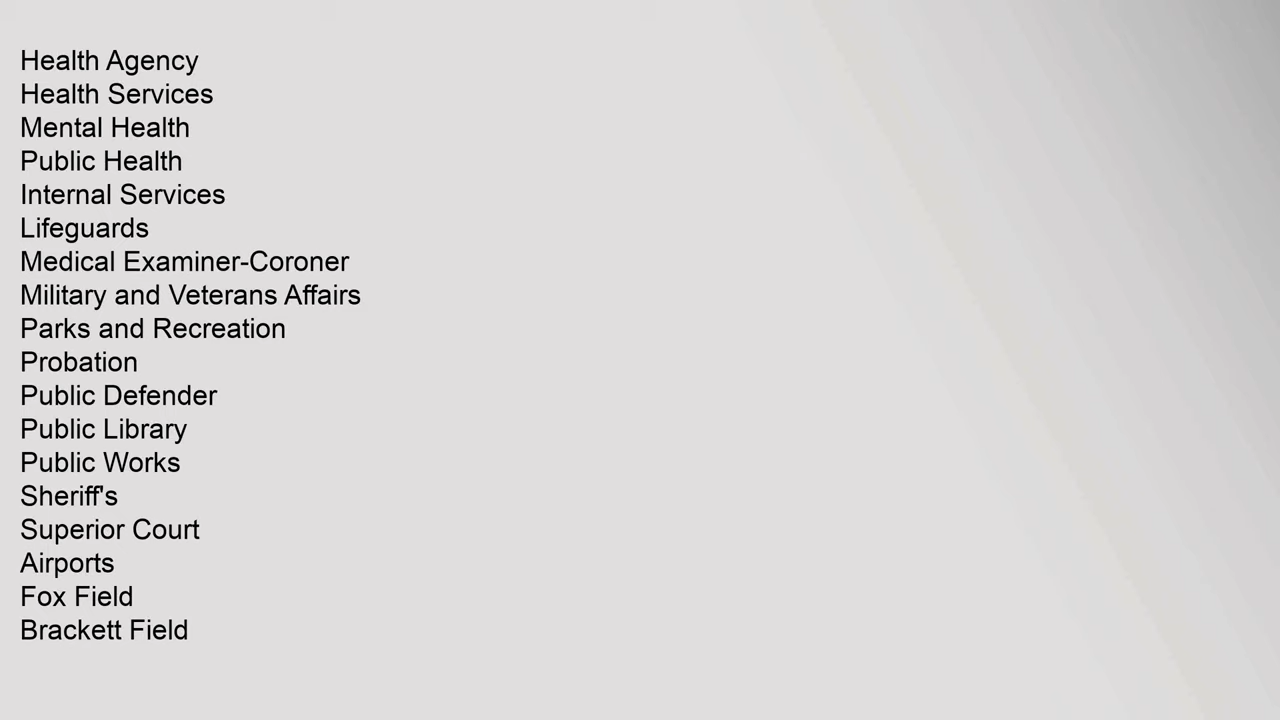 Health Agency
Health Services
Mental Health
Public Health
Internal Services
Lifeguards
Medical Examiner-Coroner
Military and Veterans Affairs
Parks and Recreation
Probation
Public Defender
Public Library
Public Works
Sheriff's
Superior Court
Airports
Fox Field
Brackett Field